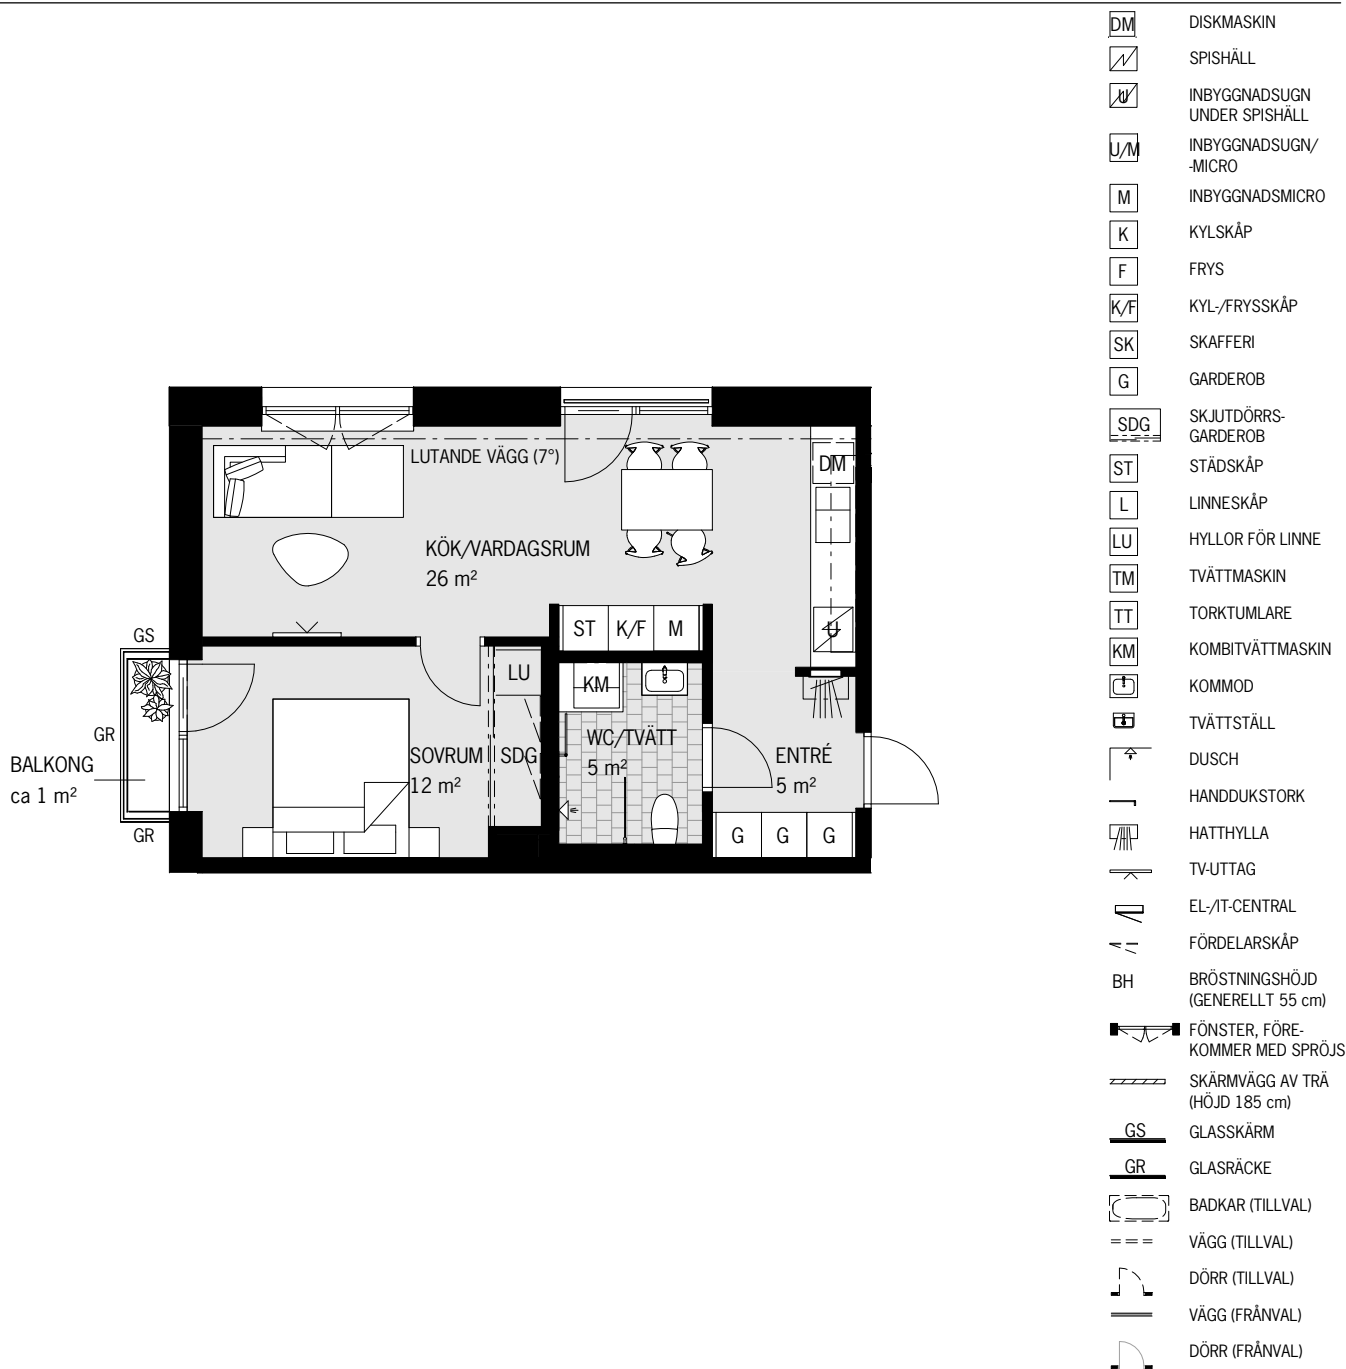 LUTANDE VÄGG (7°)
DM
KÖK/VARDAGSRUM
26 m²
ST
K/F
M
U
GS
GR
BALKONG
ca 1 m²
GR
LU
SOVRUM
12 m²
SDG
KM
WC/TVÄTT
5 m²
ENTRÉ
5 m²
G
G
G
DM DISKMASKIN
SPISHÄLL
U INBYGGNADSUGN
UNDER SPISHÄLL
U/M INBYGGNADSUGN/
-MICRO
M INBYGGNADSMICRO
K KYLSKÅP
F FRYS
K/F KYL-/FRYSSKÅP
SK SKAFFERI
G GARDEROB
SDG SKJUTDÖRRS-
GARDEROB
ST STÄDSKÅP
L LINNESKÅP
LU HYLLOR FÖR LINNE
TM TVÄTTMASKIN
TT TORKTUMLARE
KM KOMBITVÄTTMASKIN
KOMMOD
TVÄTTSTÄLL
DUSCH
HANDDUKSTORK
HATTHYLLA
TV-UTTAG
EL-/IT-CENTRAL
FÖRDELARSKÅP
BH BRÖSTNINGSHÖJD
(GENERELLT 55 cm)
FÖNSTER, FÖRE-
KOMMER MED SPRÖJS
SKÄRMVÄGG AV TRÄ
(HÖJD 185 cm)
GS GLASSKÄRM
GR GLASRÄCKE
BADKAR (TILLVAL)
VÄGG (TILLVAL)
DÖRR (TILLVAL)
VÄGG (FRÅNVAL)
DÖRR (FRÅNVAL)